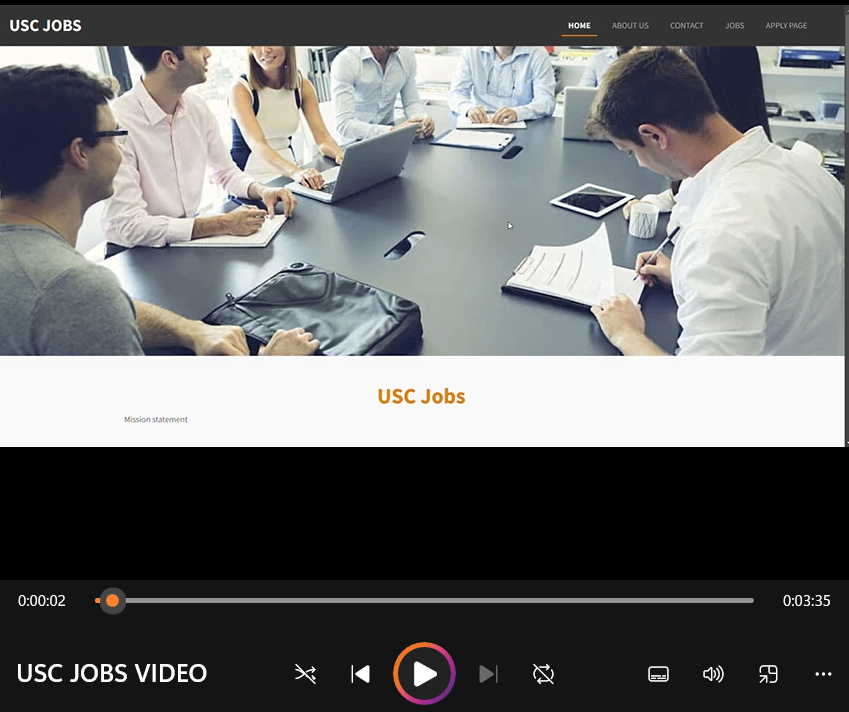 USC JOBS
HOME ABOUT US CONTACT JOBS APPLY PAGE
USC Jobs
Mission statement
0:00:02 0:03:35
USC JOBS VIDEO